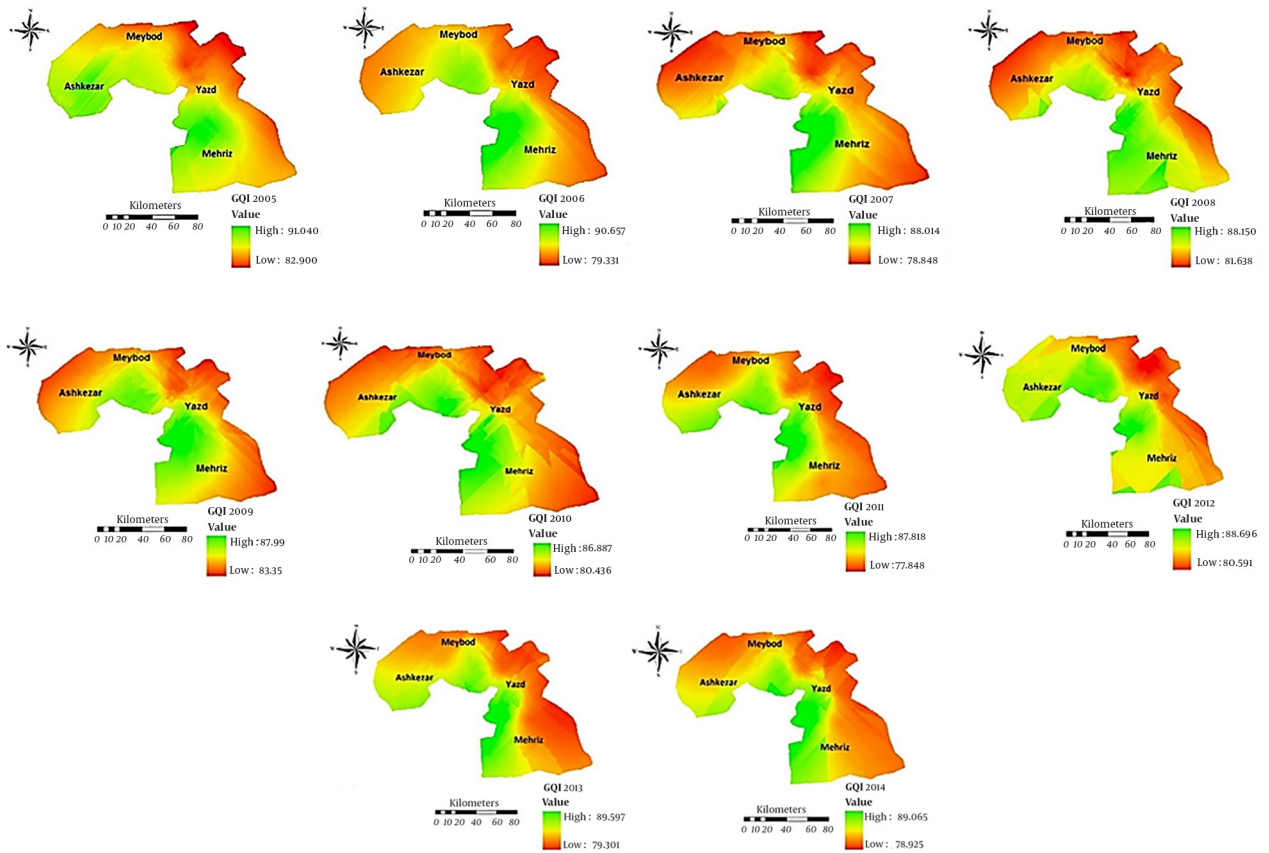 Meybod
Ashkezar
Yazd
Mehriz
Kilometers
0 10 20 40 60 80
GQI 2005
Value
High : 91.040
Low : 82.900
Meybod
Ashkezar
Yazd
Mehriz
Kilometers
0 10 20 40 60 80
GQI 2006
Value
High : 90.657
Low : 79.331
Meybod
Ashkezar
Yazd
Mehriz
Kilometers
0 10 20 40 60 80
GQI 2007
Value
High : 88.014
Low : 78.848
Meybod
Ashkezar
Yazd
Mehriz
Kilometers
0 10 20 40 60 80
GQI 2008
Value
High : 88.150
Low : 81.638
Meybod
Ashkezar
Yazd
Mehriz
Kilometers
0 10 20 40 60 80
GQI 2009
Value
High :87.99
Low : 83.35
Meybod
Ashkezar
Yazd
Mehriz
Kilometers
0 10 20 40 60 80
GQI 2010
Value
High :86.887
Low :80.436
Meybod
Ashkezar
Yazd
Mehriz
Kilometers
0 10 20 40 60 80
GQI 2011
Value
High :87.818
Low :77.848
Meybod
Ashkezar
Yazd
Mehriz
Kilometers
0 10 20 40 60 80
GQI 2012
Value
High :88.696
Low :80.591
Meybod
Ashkezar
Yazd
Mehriz
Kilometers
0 10 20 40 60 80
GQI 2013
Value
High : 89.597
Low : 79.301
Meybod
Ashkezar
Yazd
Mehriz
Kilometers
0 10 20 40 60 80
GQI 2014
Value
High : 89.065
Low : 78.925